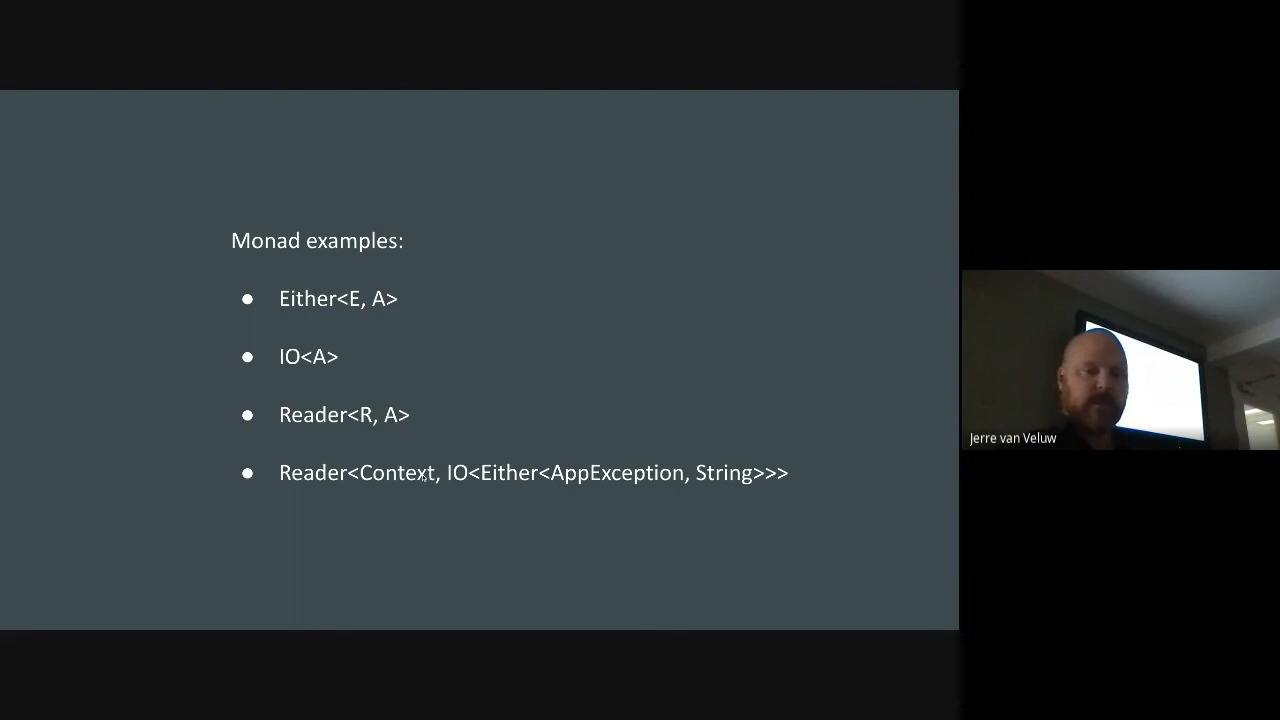 Monad examples:
● Either<E, A>
● IO<A>
● Reader<R, A>
● Reader<Context, IO<Either<AppException, String>>>
Jerre van Veluw